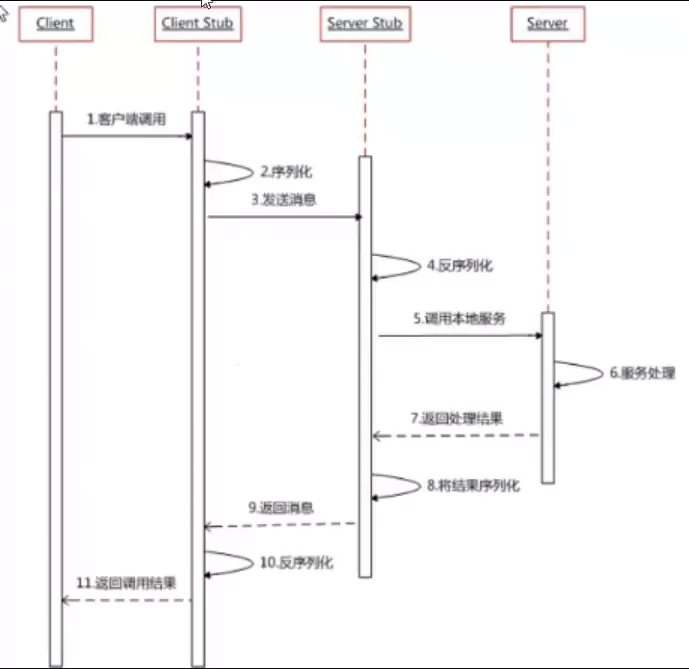 Client
Client Stub
Server Stub
Server
1.客户端调用
2.序列化
3.发送消息
4.反序列化
5.调用本地服务
6.服务处理
7.返回处理结果
8.将结果序列化
9.返回消息
10.反序列化
11.返回调用结果